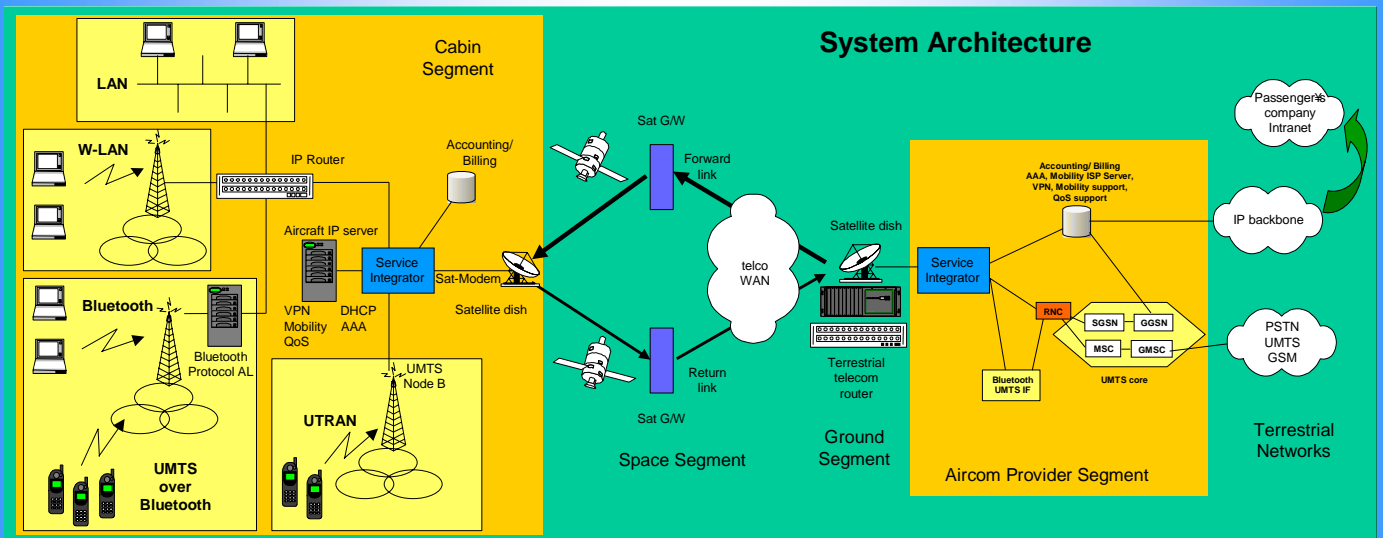 System Architecture
Cabin
Segment
LAN
W-LAN
IP Router
Accounting/
Billing
Aircraft IP server
Service
Integrator
Sat-Modem
Satellite dish
VPN
Mobility
QoS
DHCP
AAA
Bluetooth
Bluetooth
Protocol AL
UMTS
over
Bluetooth
UMTS
Node B
UTRAN
Sat G/W
Forward
link
Return
link
Sat G/W
Space Segment
telco
WAN
Satellite dish
Terrestrial
telecom
router
Ground
Segment
Accounting/ Billing
AAA, Mobility ISP Server,
VPN, Mobility support,
QoS support
Service
Integrator
RNC
SGSN
GGSN
MSC
GMSC
UMTS core
Bluetooth
UMTS IF
Aircom Provider Segment
Passenger¥s
company
Intranet
IP backbone
PSTN
UMTS
GSM
Terrestrial
Networks